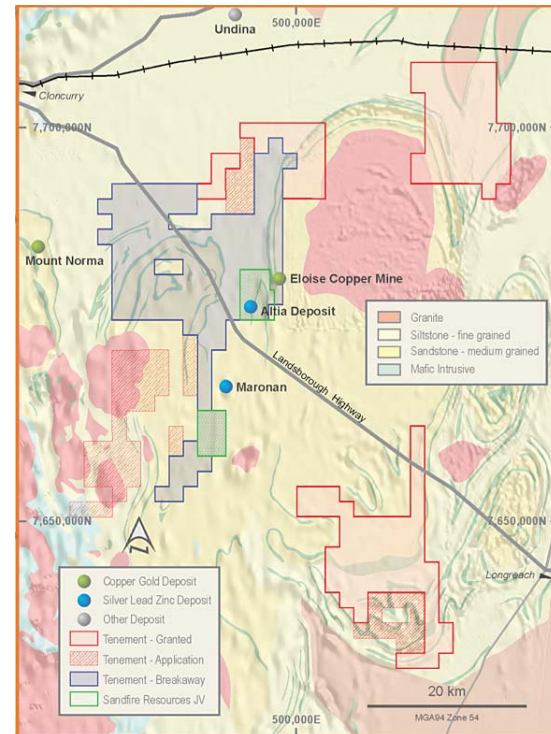 Undina
500,000E
Cloncurry
7,700,000N
7,700,000N
Mount Norma
Eloise Copper Mine
Altia Deposit
Granite
Siltstone - fine grained
Sandstone - medium grained
Mafic Intrusive
Landsborough Highway
Maronan
7,650,000N
7,650,000N
N
Longreach
Copper Gold Deposit
Silver Lead Zinc Deposit
Other Deposit
Tenement - Granted
Tenement - Application
Tenement - Breakaway
Sandfire Resources JV
20 km
MGA94 Zone 54
500,000E